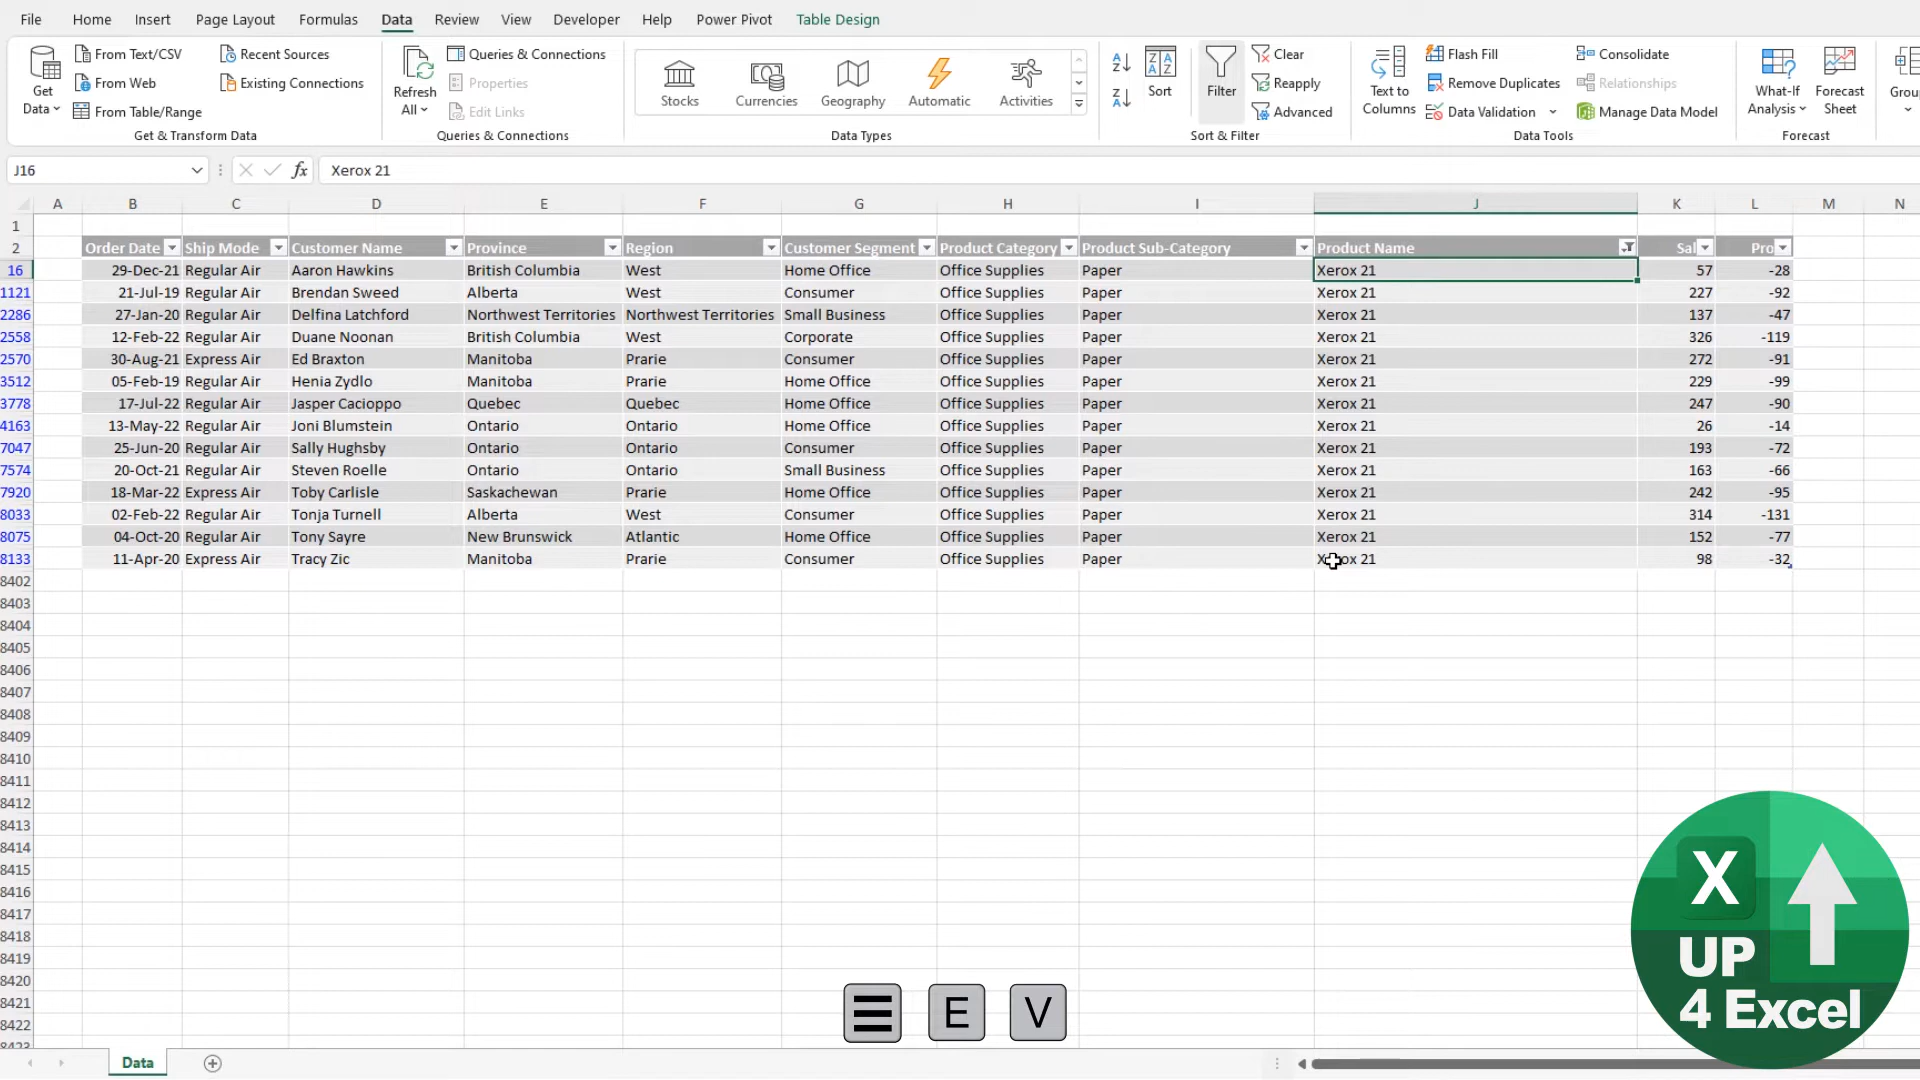 File Home Insert Page Layout Formulas Data Review View Developer Help Power Pivot Table Design
Get Data
From Text/CSV
From Web
From Table/Range
Recent Sources
Existing Connections
Get & Transform Data
Refresh All
Queries & Connections
Properties
Edit Links
Queries & Connections
Stocks Currencies Geography Automatic Activities
Data Types
Sort
Filter
Clear
Reapply
Advanced
Sort & Filter
Text to Columns
Flash Fill
Remove Duplicates
Data Validation
Consolidate
Relationships
Manage Data Model
Data Tools
What-If Analysis
Forecast Sheet
Forecast
J16 fx Xerox 21
A B C D E F G H I J K L M N
1
2 Order Date Ship Mode Customer Name Province Region Customer Segment Product Category Product Sub-Category Product Name Sal Pro
16 29-Dec-21 Regular Air Aaron Hawkins British Columbia West Home Office Office Supplies Paper Xerox 21 57 -28
1121 21-Jul-19 Regular Air Brendan Sweed Alberta West Consumer Office Supplies Paper Xerox 21 227 -92
2286 27-Jan-20 Regular Air Delfina Latchford Northwest Territories Northwest Territories Small Business Office Supplies Paper Xerox 21 137 -47
2558 12-Feb-22 Regular Air Duane Noonan British Columbia West Corporate Office Supplies Paper Xerox 21 326 -119
2570 30-Aug-21 Express Air Ed Braxton Manitoba Prarie Consumer Office Supplies Paper Xerox 21 272 -91
3512 05-Feb-19 Regular Air Henia Zydlo Manitoba Prarie Home Office Office Supplies Paper Xerox 21 229 -99
3778 17-Jul-22 Regular Air Jasper Cacioppo Quebec Quebec Home Office Office Supplies Paper Xerox 21 247 -90
4163 13-May-22 Regular Air Joni Blumstein Ontario Ontario Home Office Office Supplies Paper Xerox 21 26 -14
7047 25-Jun-20 Regular Air Sally Hughsby Ontario Ontario Consumer Office Supplies Paper Xerox 21 193 -72
7574 20-Oct-21 Regular Air Steven Roelle Ontario Ontario Small Business Office Supplies Paper Xerox 21 163 -66
7920 18-Mar-22 Express Air Toby Carlisle Saskachewan Prarie Home Office Office Supplies Paper Xerox 21 242 -95
8033 02-Feb-22 Regular Air Tonja Turnell Alberta West Consumer Office Supplies Paper Xerox 21 314 -131
8075 04-Oct-20 Regular Air Tony Sayre New Brunswick Atlantic Home Office Office Supplies Paper Xerox 21 152 -77
8133 11-Apr-20 Express Air Tracy Zic Manitoba Prarie Consumer Office Supplies Paper Xerox 21 98 -32
8402
8403
8404
8405
8406
8407
8408
8409
8410
8411
8412
8413
8414
8415
8416
8417
8418
8419
8420
8421
8422
E V
X
UP
4 Excel
Data